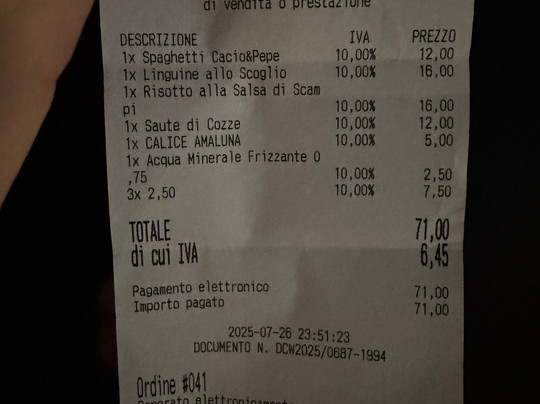 di vendita o prestazione
DESCRIZIONE IVA PREZZO
1x Spaghetti Cacio&Pepe 10,00% 12,00
1x Linguine allo Scoglio 10,00% 16,00
1x Risotto alla Salsa di Scam
pi 10,00% 16,00
1x Saute di Cozze 10,00% 12,00
1x CALICE AMALUNA 10,00% 5,00
1x Acqua Minerale Frizzante 0
,75 10,00% 2,50
3x 2,50 10,00% 7,50
TOTALE 71,00
di cui IVA 6,45
Pagamento elettronico 71,00
Importo pagato 71,00
2025-07-26 23:51:23
DOCUMENTO N. DCW2025/0687-1994
Ordine #041
Generato elettronicamente